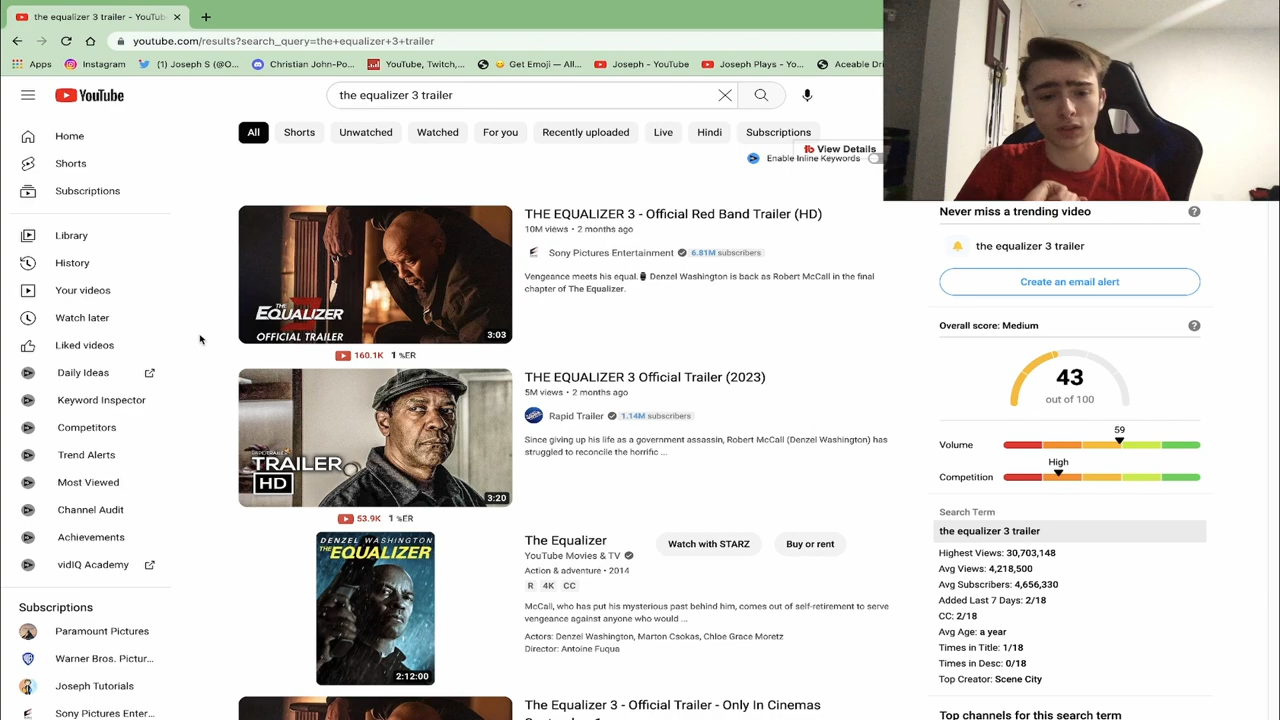 the equalizer 3 trailer - YouTub
youtube.com/results?search_query=the+equalizer+3+trailer
Apps
Instagram
(1) Joseph S (@O...
Christian John-Po...
YouTube, Twitch,...
Get Emoji — All...
Joseph - YouTube
Joseph Plays - Yo...
Aceable Dri
YouTube
the equalizer 3 trailer
All
Shorts
Unwatched
Watched
For you
Recently uploaded
Live
Hindi
Subscriptions
View Details
Enable Inline Keywords
Home
Shorts
Subscriptions
Library
History
Your videos
Watch later
Liked videos
Daily Ideas
Keyword Inspector
Competitors
Trend Alerts
Most Viewed
Channel Audit
Achievements
vidIQ Academy
Subscriptions
Paramount Pictures
Warner Bros. Pictur...
Joseph Tutorials
Sony Pictures Enter...
THE EQUALIZER 3
OFFICIAL TRAILER
3:03
160.1K 1 %ER
THE EQUALIZER 3 - Official Red Band Trailer (HD)
10M views • 2 months ago
Sony Pictures Entertainment 6.81M subscribers
Vengeance meets his equal. Denzel Washington is back as Robert McCall in the final
chapter of The Equalizer.
TRAILER
HD
3:20
53.9K 1 %ER
THE EQUALIZER 3 Official Trailer (2023)
5M views • 2 months ago
Rapid Trailer 1.14M subscribers
Since giving up his life as a government assassin, Robert McCall (Denzel Washington) has
struggled to reconcile the horrific ...
DENZEL WASHINGTON
THE EQUALIZER
2:12:00
The Equalizer
YouTube Movies & TV
Action & adventure • 2014
R 4K CC
Watch with STARZ
Buy or rent
McCall, who has put his mysterious past behind him, comes out of self-retirement to serve
vengeance against anyone who would ...
Actors: Denzel Washington, Marton Csokas, Chloe Grace Moretz
Director: Antoine Fuqua
The Equalizer 3 - Official Trailer - Only In Cinemas
September 1
Never miss a trending video
the equalizer 3 trailer
Create an email alert
Overall score: Medium
43
out of 100
59
Volume
High
Competition
Search Term
the equalizer 3 trailer
Highest Views: 30,703,148
Avg Views: 4,218,500
Avg Subscribers: 4,656,330
Added Last 7 Days: 2/18
CC: 2/18
Avg Age: a year
Times in Title: 1/18
Times in Desc: 0/18
Top Creator: Scene City
Top channels for this search term